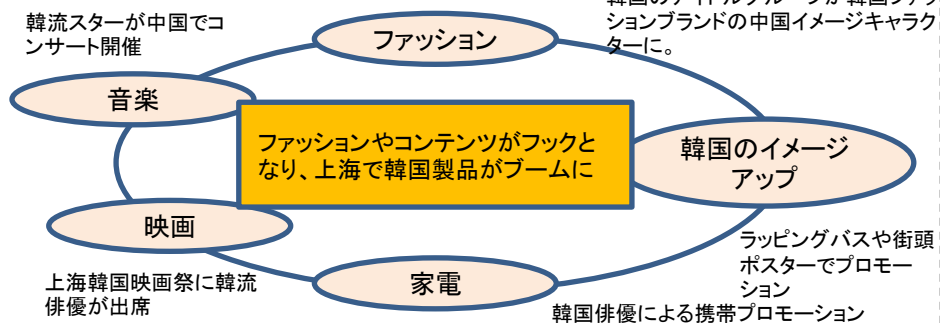 韓流スターが中国でコ
ンサート開催
ションブランドの中国イメージキャラク
ターに。
ファッション
音楽
ファッションやコンテンツがフックと
なり、上海で韓国製品がブームに
韓国のイメージ
アップ
映画
上海韓国映画祭に韓流
俳優が出席
家電
ラッピングバスや街頭
ポスターでプロモー
ション
韓国俳優による携帯プロモーション